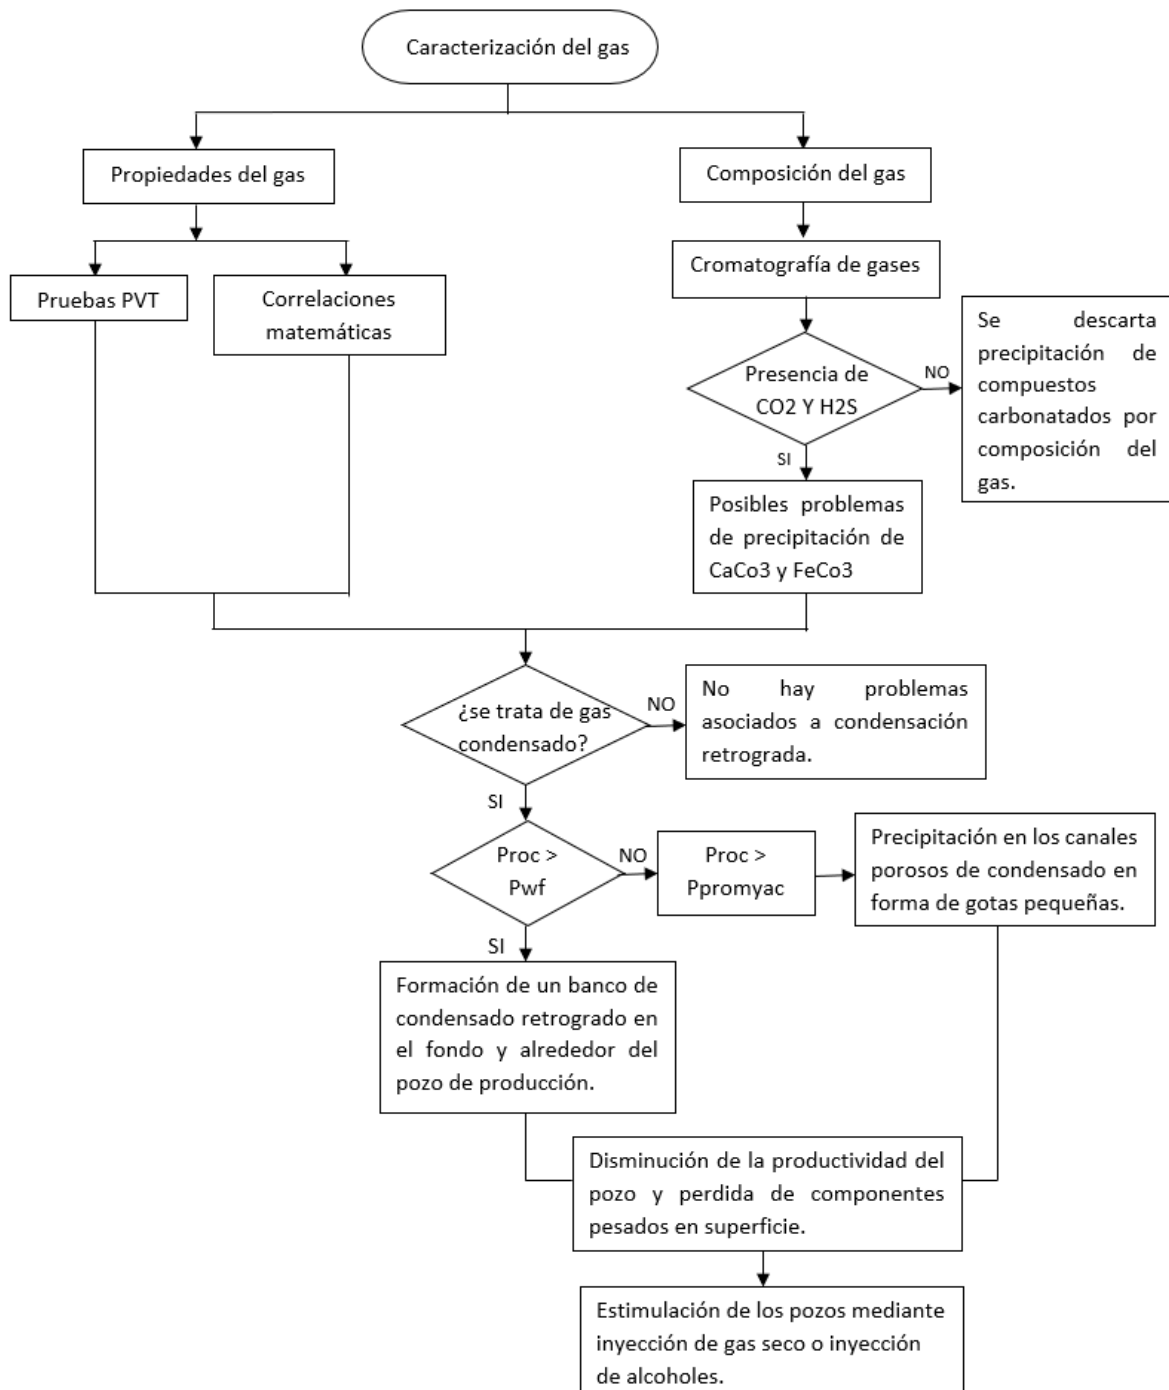 Caracterización del gas
Propiedades del gas
Composición del gas
Pruebas PVT
Correlaciones
matemáticas
Cromatografía de gases
Presencia de
CO2 Y H2S
NO
Se descarta
precipitación de
compuestos
carbonatados por
composición del
gas.
SI
Posibles problemas
de precipitación de
CaCo3 y FeCo3
¿se trata de gas
condensado?
NO
No hay problemas
asociados a condensación
retrograda.
SI
Proc >
Pwf
NO
Proc >
Ppromyac
Precipitación en los canales
porosos de condensado en
forma de gotas pequeñas.
SI
Formación de un banco de
condensado retrogrado en
el fondo y alrededor del
pozo de producción.
Disminución de la productividad del
pozo y perdida de componentes
pesados en superficie.
Estimulación de los pozos mediante
inyección de gas seco o inyección
de alcoholes.